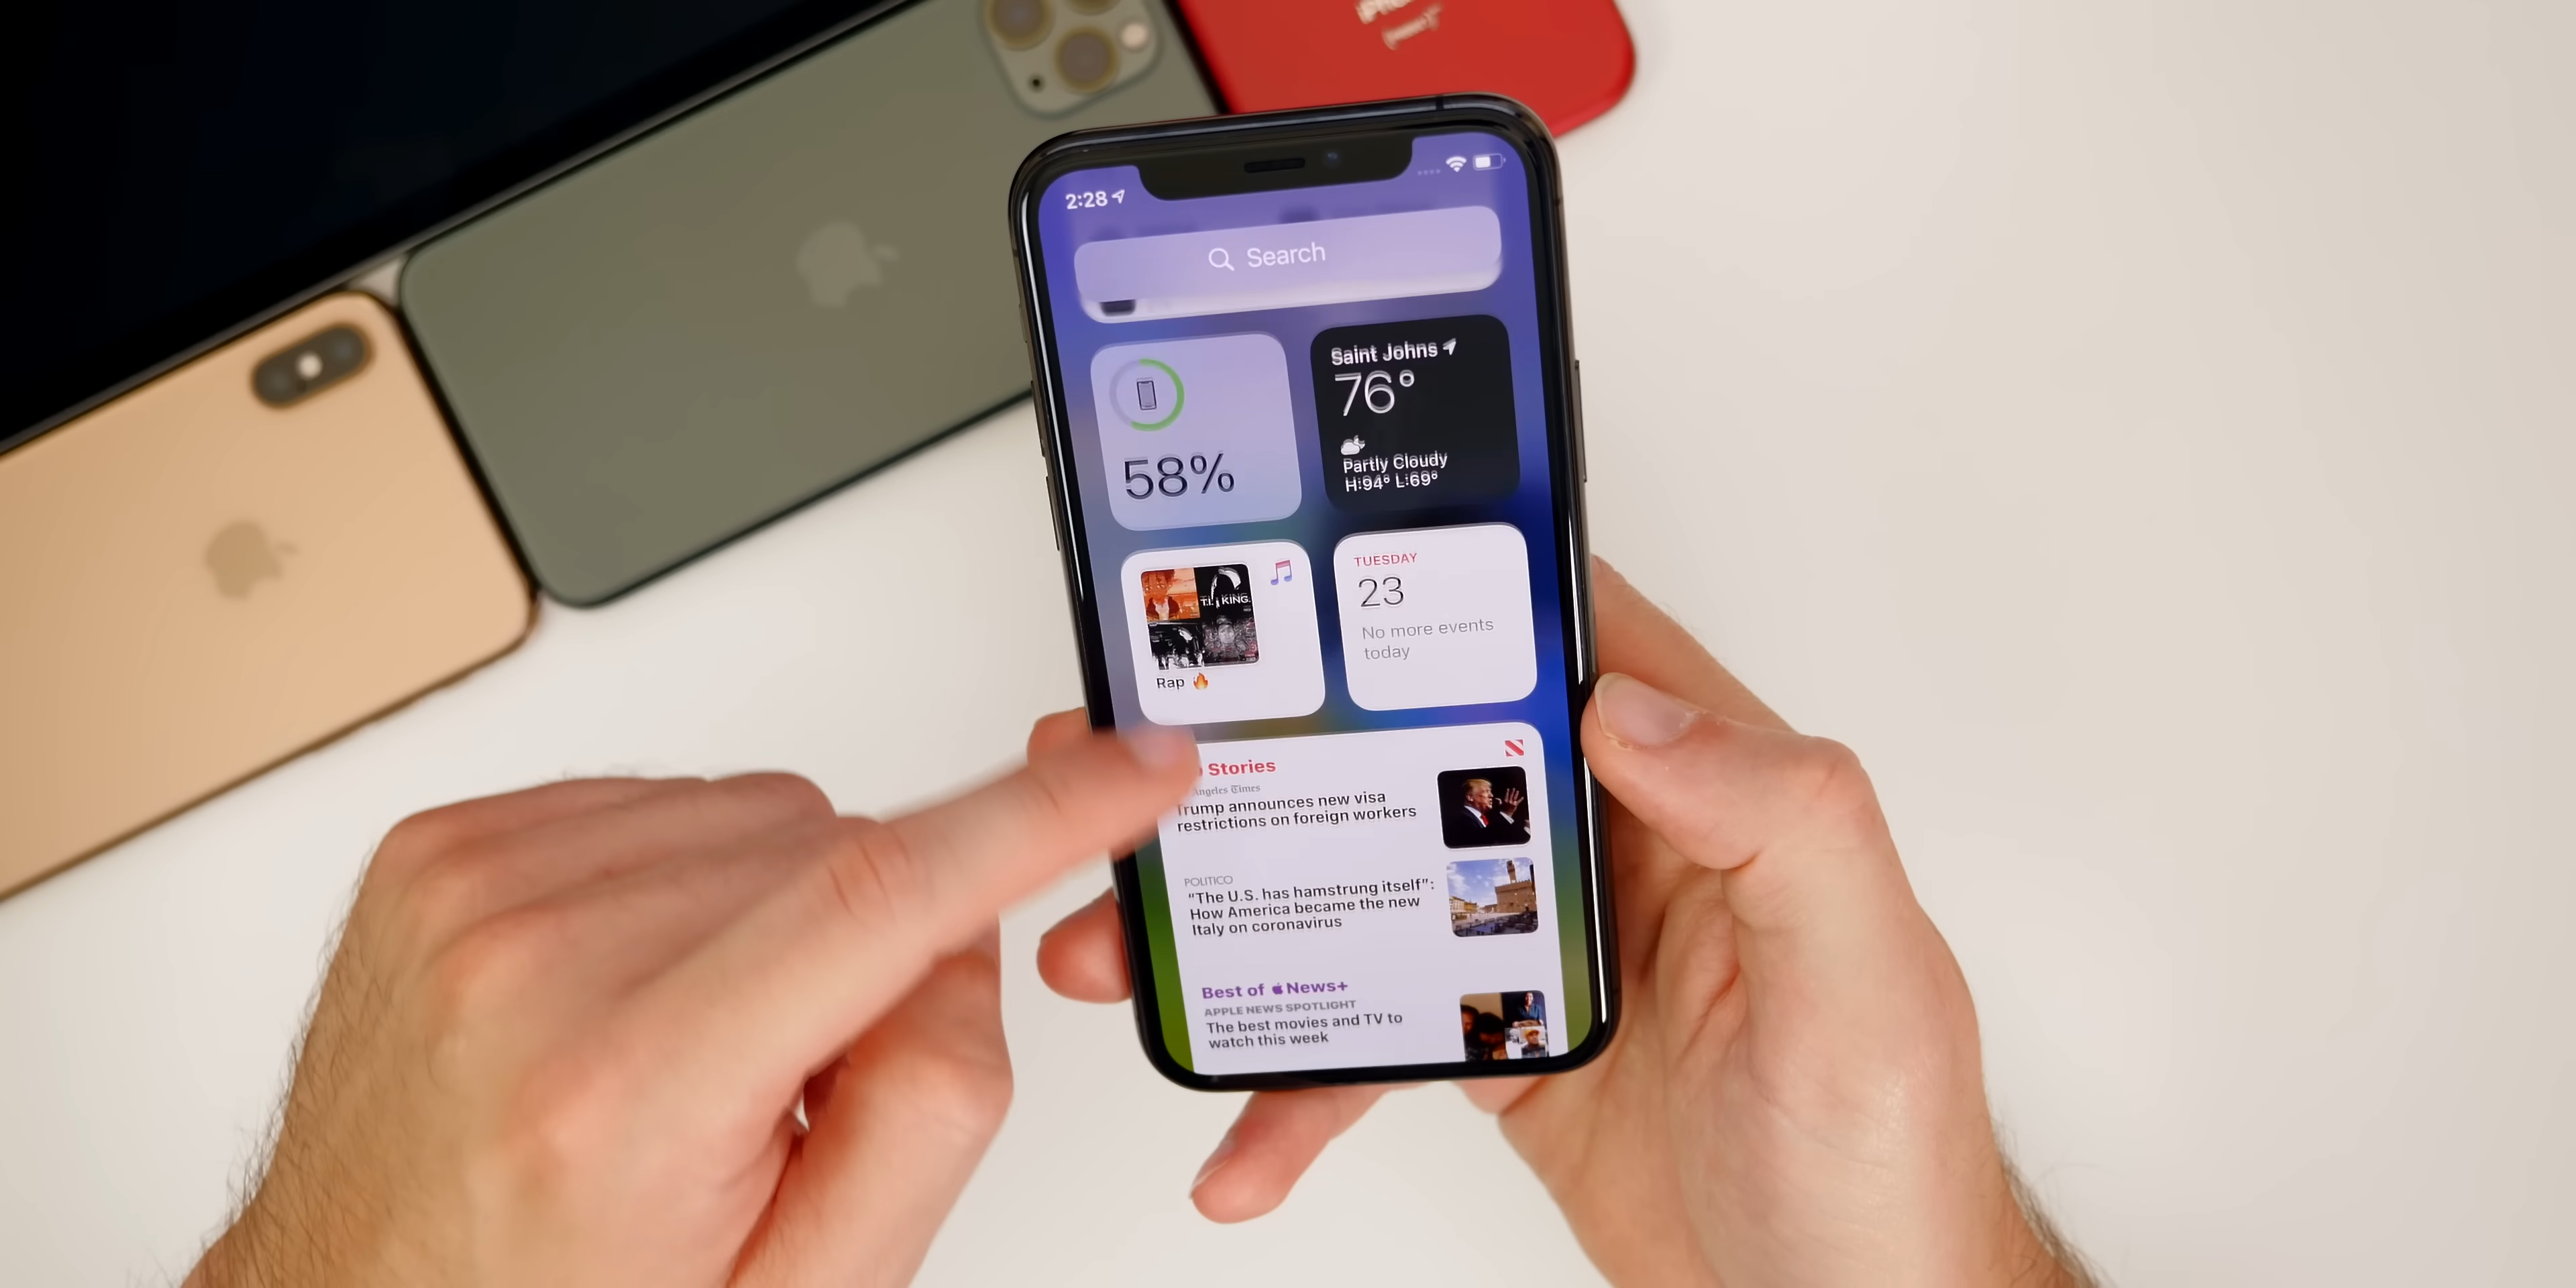 2:28
Search
58%
Saint Johns
76°
Partly Cloudy
H:94° L:69°
T.I. KING.
Rap 🔥
TUESDAY
23
No more events
today
Stories
Angeles Times
Trump announces new visa
restrictions on foreign workers
POLITICO
“The U.S. has hamstrung itself”:
How America became the new
Italy on coronavirus
Best of News+
APPLE NEWS SPOTLIGHT
The best movies and TV to
watch this week